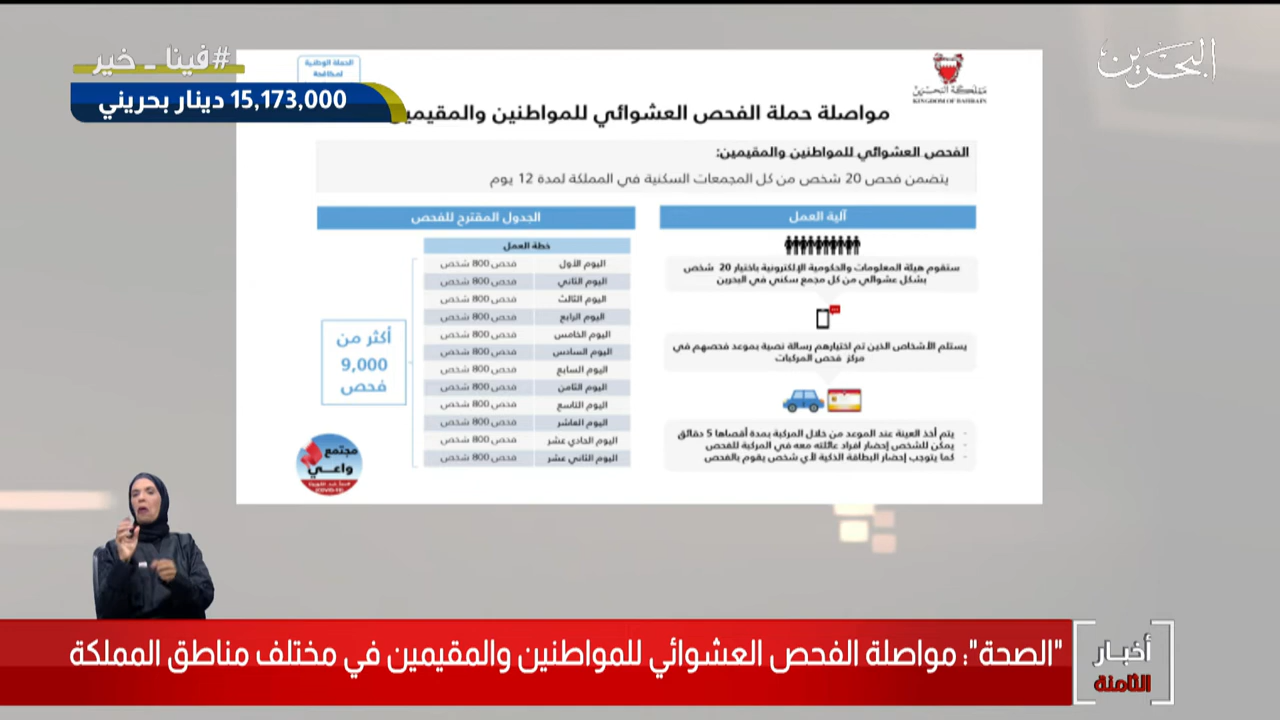 #فينا ـ خير
15,173,000 دينار بحريني
البحرين
الحملة الوطنية
لمكافحة
مملكة البحرين
KINGDOM OF BAHRAIN
مواصلة حملة الفحص العشوائي للمواطنين والمقيمين
الفحص العشوائي للمواطنين والمقيمين:
يتضمن فحص 20 شخص من كل المجمعات السكنية في المملكة لمدة 12 يوم
آلية العمل
ستقوم هيئة المعلومات والحكومة الإلكترونية باختيار 20 شخص
بشكل عشوائي من كل مجمع سكني في البحرين
يستلم الأشخاص الذين تم اختيارهم رسالة نصية بموعد فحصهم في
مركز فحص المركبات
- يتم أخذ العينة عند الموعد من خلال المركبة بمدة أقصاها 5 دقائق
- يمكن للشخص إحضار افراد عائلته معه في المركبة للفحص
- كما يتوجب إحضار البطاقة الذكية لأي شخص يقوم بالفحص
الجدول المقترح للفحص
خطة العمل
اليوم الأول فحص 800 شخص
اليوم الثاني فحص 800 شخص
اليوم الثالث فحص 800 شخص
اليوم الرابع فحص 800 شخص
اليوم الخامس فحص 800 شخص
اليوم السادس فحص 800 شخص
اليوم السابع فحص 800 شخص
اليوم الثامن فحص 800 شخص
اليوم التاسع فحص 800 شخص
اليوم العاشر فحص 800 شخص
اليوم الحادي عشر فحص 800 شخص
اليوم الثاني عشر فحص 800 شخص
أكثر من
9,000
فحص
مجتمع
واعي
أخبار
الثامنة
"الصحة": مواصلة الفحص العشوائي للمواطنين والمقيمين في مختلف مناطق المملكة